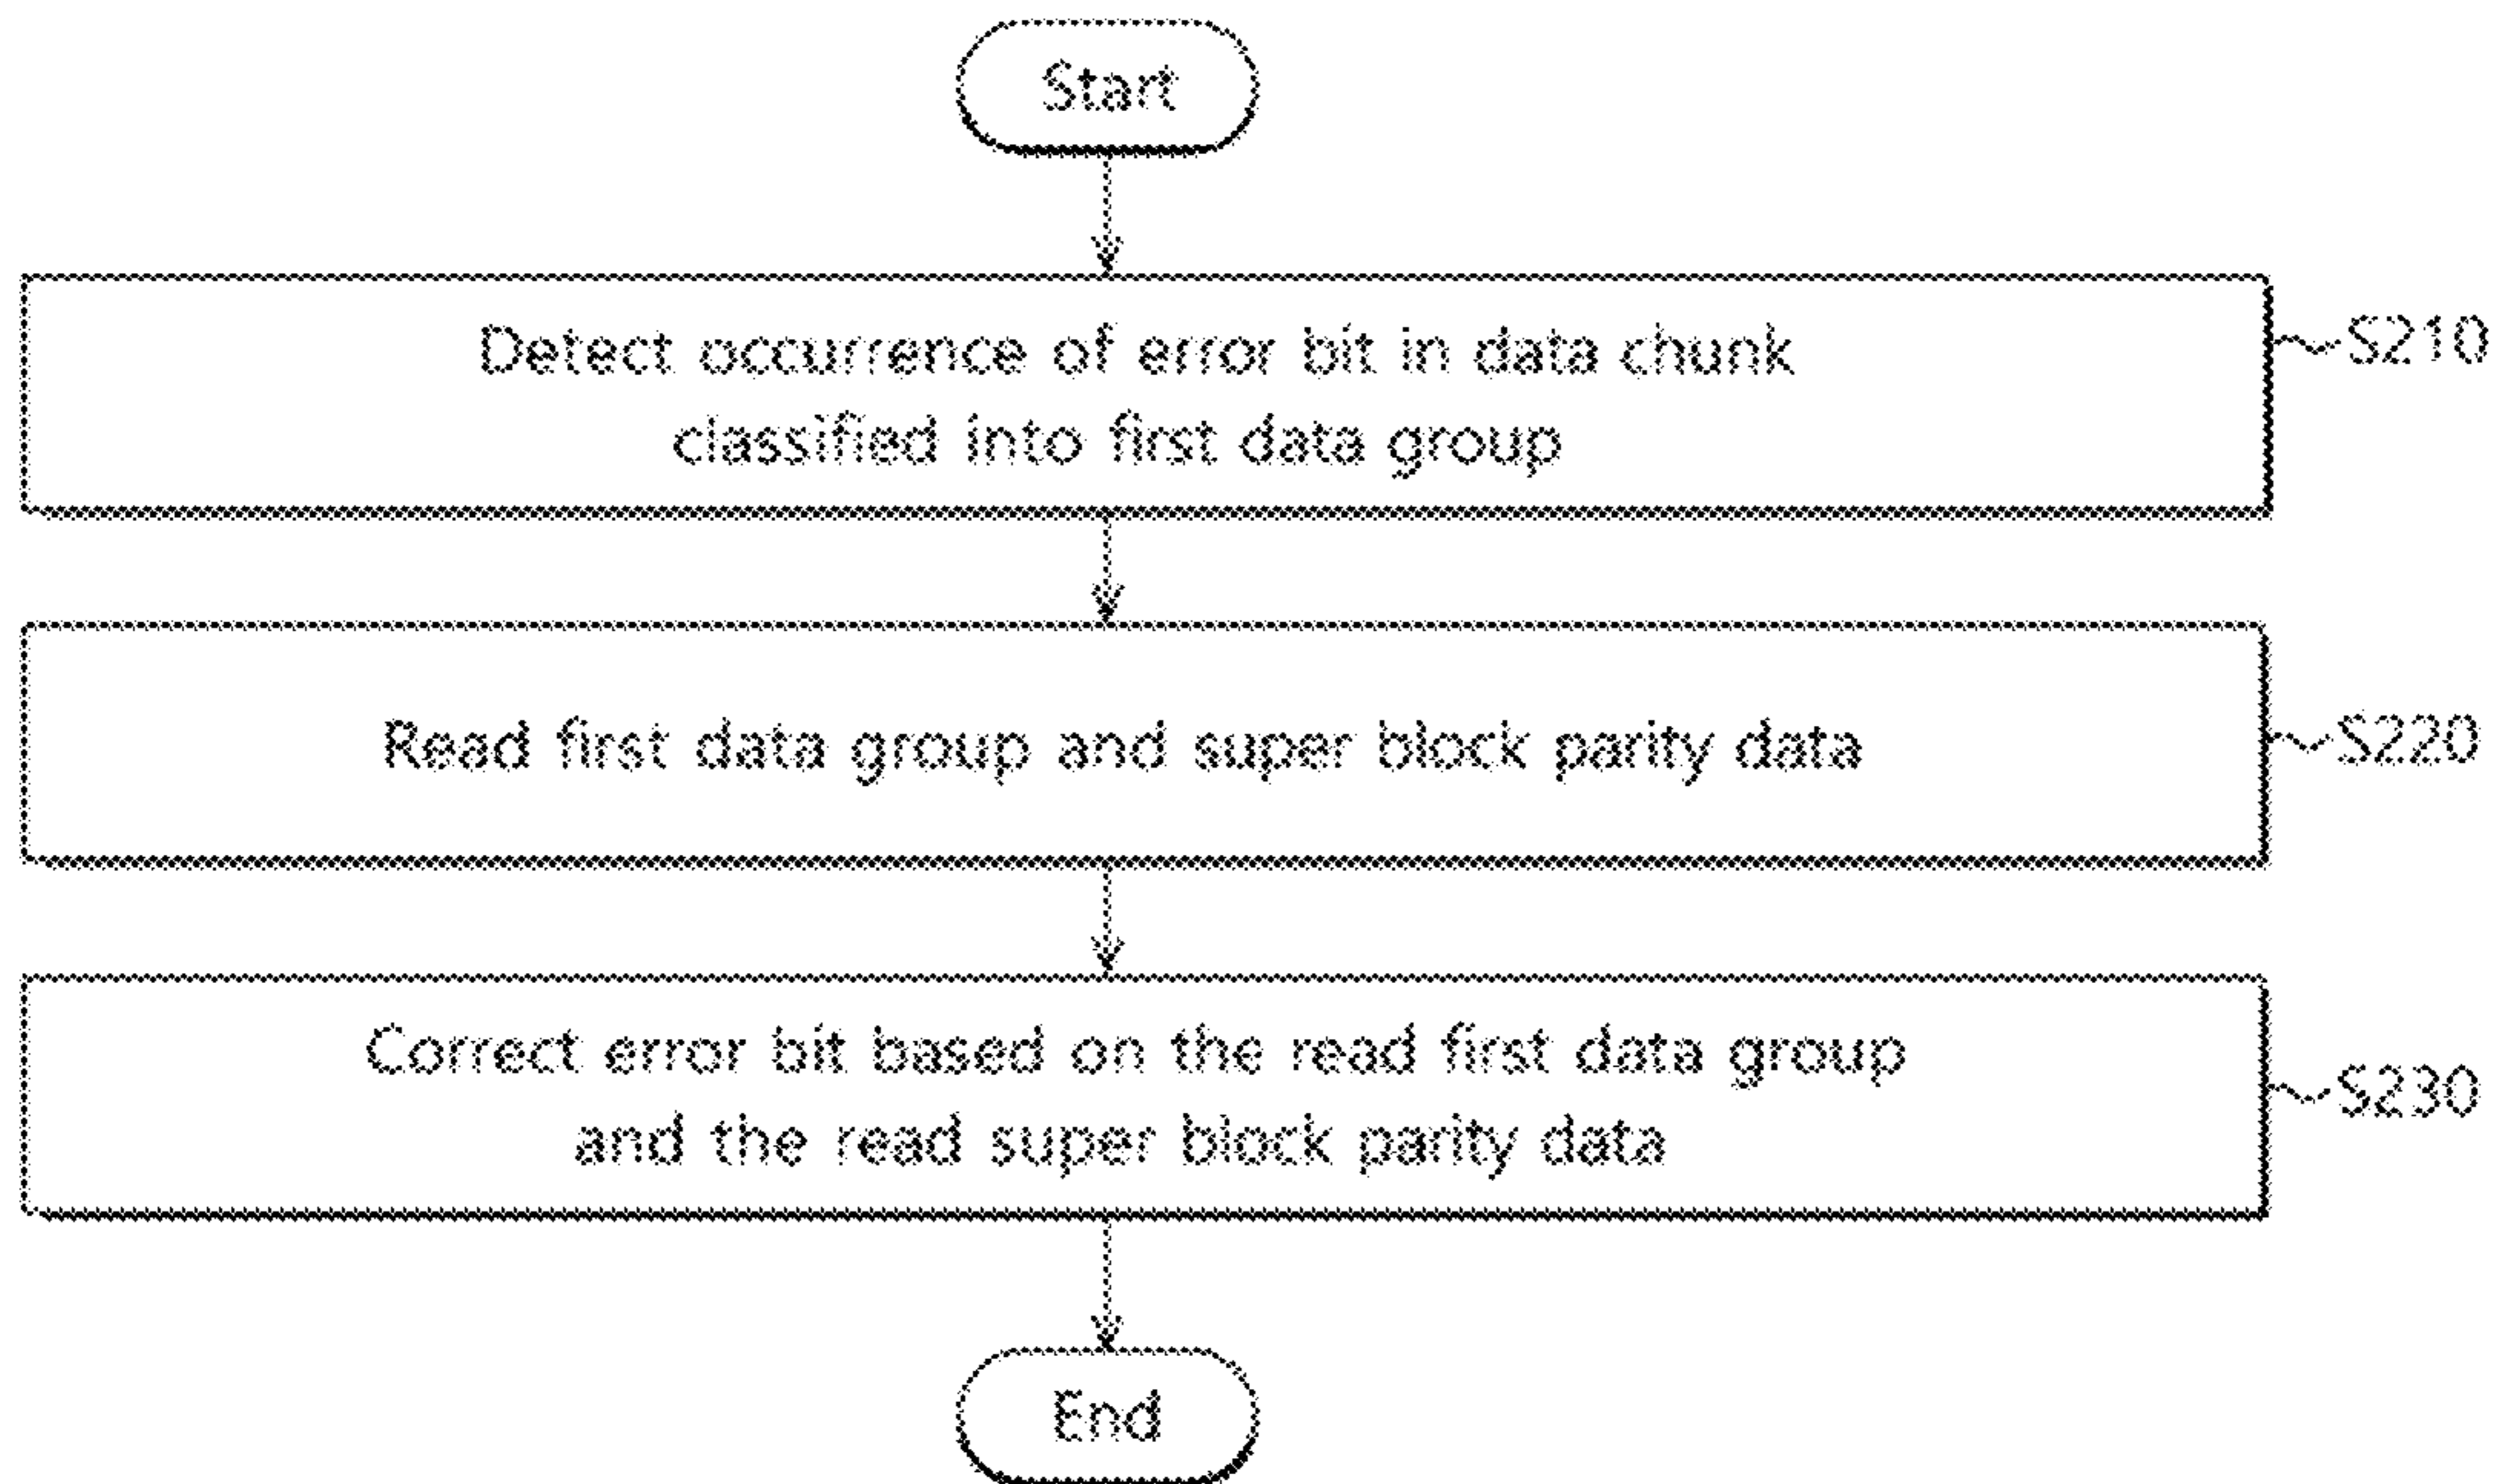 Start
Detect occurrence of error bit in data chunk
classified into first data group
S210
Read first data group and super block parity data
S220
Correct error bit based on the read first data group
and the read super block parity data
S230
End